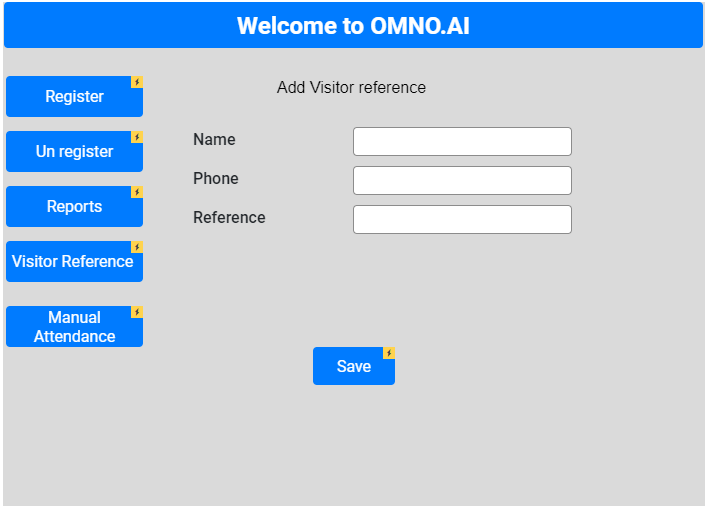 Welcome to OMNO.AI
Register
Un register
Reports
Visitor Reference
Manual
Attendance
Add Visitor reference
Name
Phone
Reference
Save